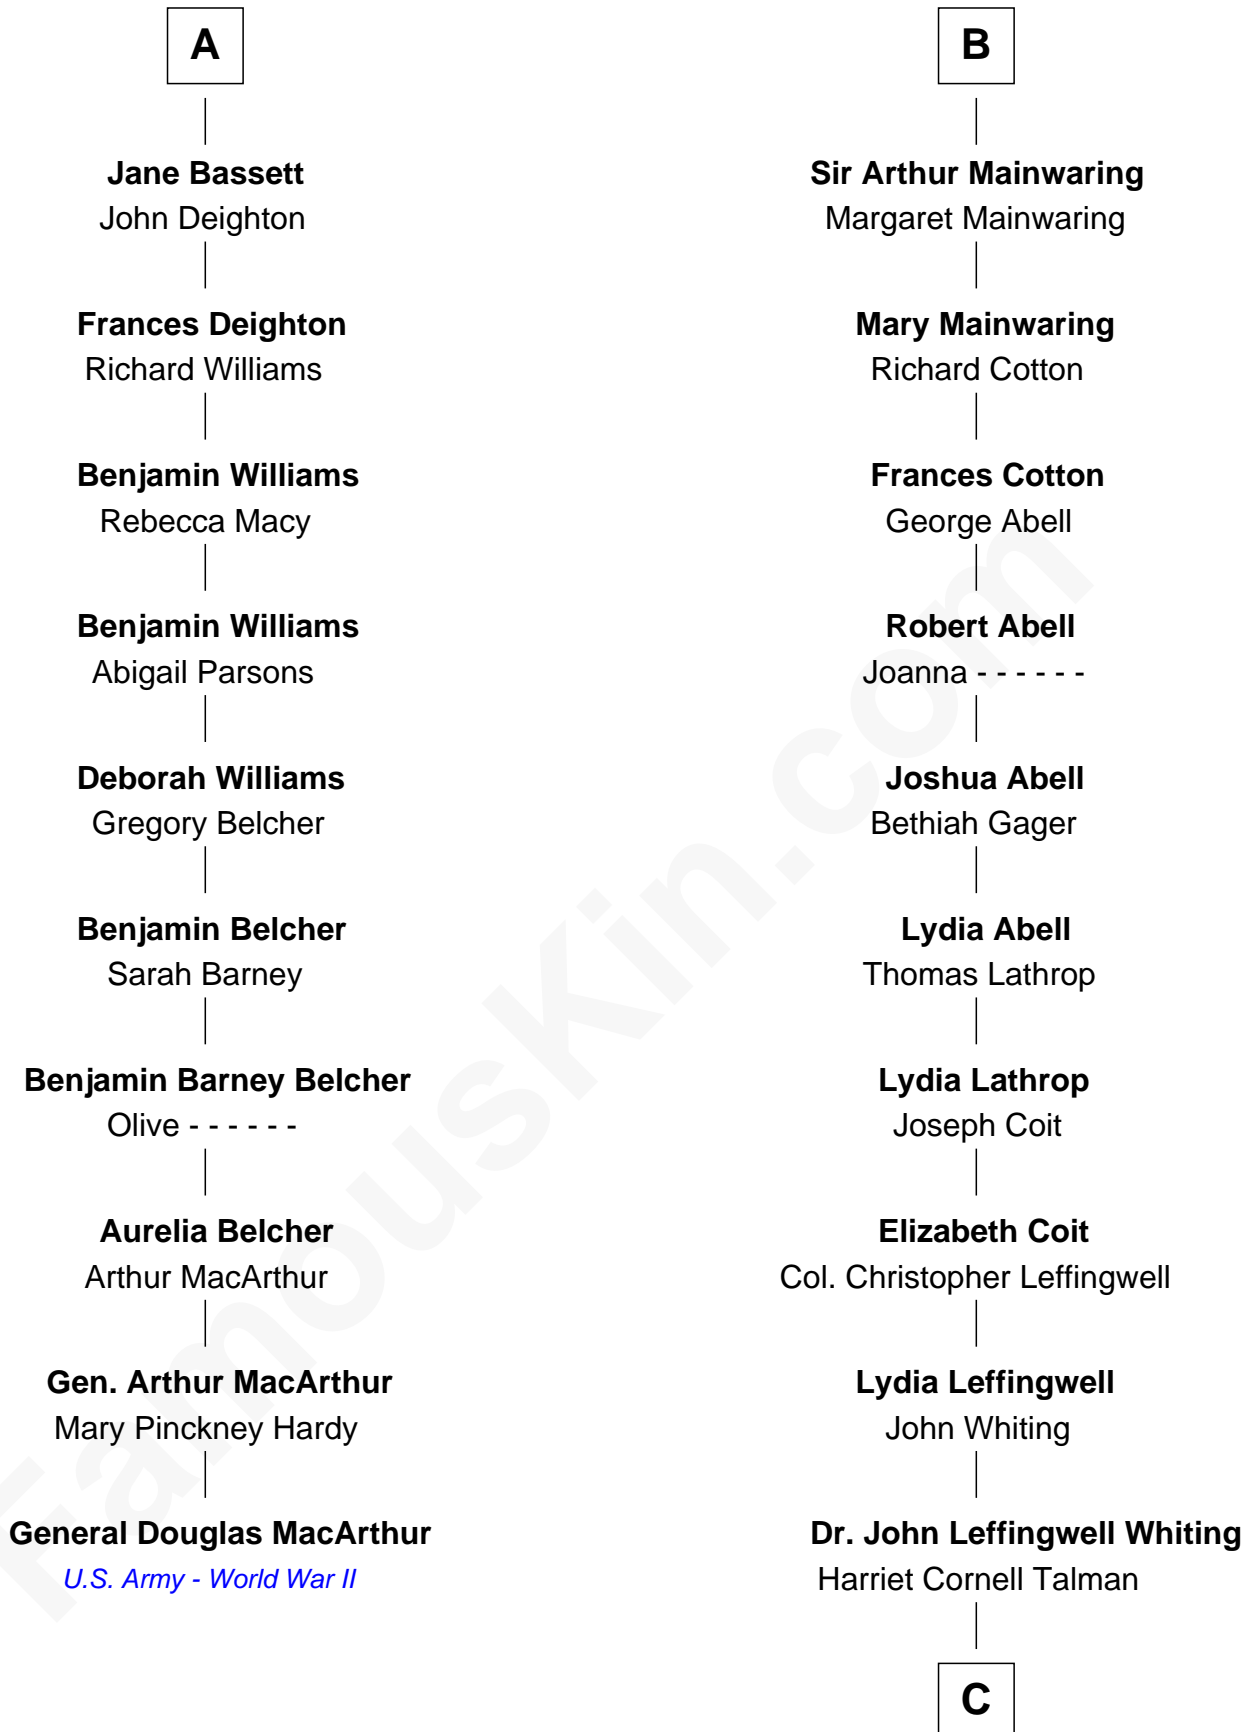 A
Jane Bassett
John Deighton
Frances Deighton
Richard Williams
Benjamin Williams
Rebecca Macy
Benjamin Williams
Abigail Parsons
Deborah Williams
Gregory Belcher
Benjamin Belcher
Sarah Barney
Benjamin Barney Belcher
Olive - - - - - -
Aurelia Belcher
Arthur MacArthur
Gen. Arthur MacArthur
Mary Pinckney Hardy
General Douglas MacArthur
U.S. Army - World War II
B
Sir Arthur Mainwaring
Margaret Mainwaring
Mary Mainwaring
Richard Cotton
Frances Cotton
George Abell
Robert Abell
Joanna - - - - - -
Joshua Abell
Bethiah Gager
Lydia Abell
Thomas Lathrop
Lydia Lathrop
Joseph Coit
Elizabeth Coit
Col. Christopher Leffingwell
Lydia Leffingwell
John Whiting
Dr. John Leffingwell Whiting
Harriet Cornell Talman
C
FamousKin.com